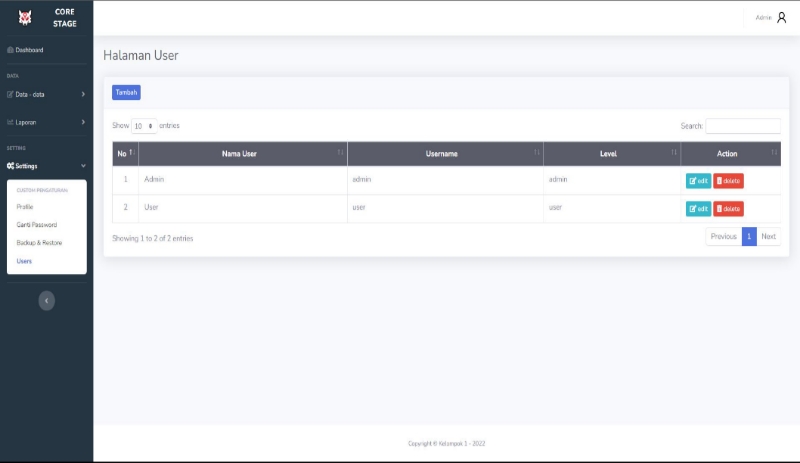 CORE
STAGE
Admin
Dashboard
Halaman User
DATA
Data - data
Tambah
Laporan
Show 10 entries
Search:
SETTING
Settings
No Nama User Username Level Action
1 Admin admin admin edit delete
2 User user user edit delete
CUSTOM PENGATURAN:
Profile
Ganti Password
Backup & Restore
Users
Showing 1 to 2 of 2 entries
Previous 1 Next
Copyright © Kelompok 1 - 2022